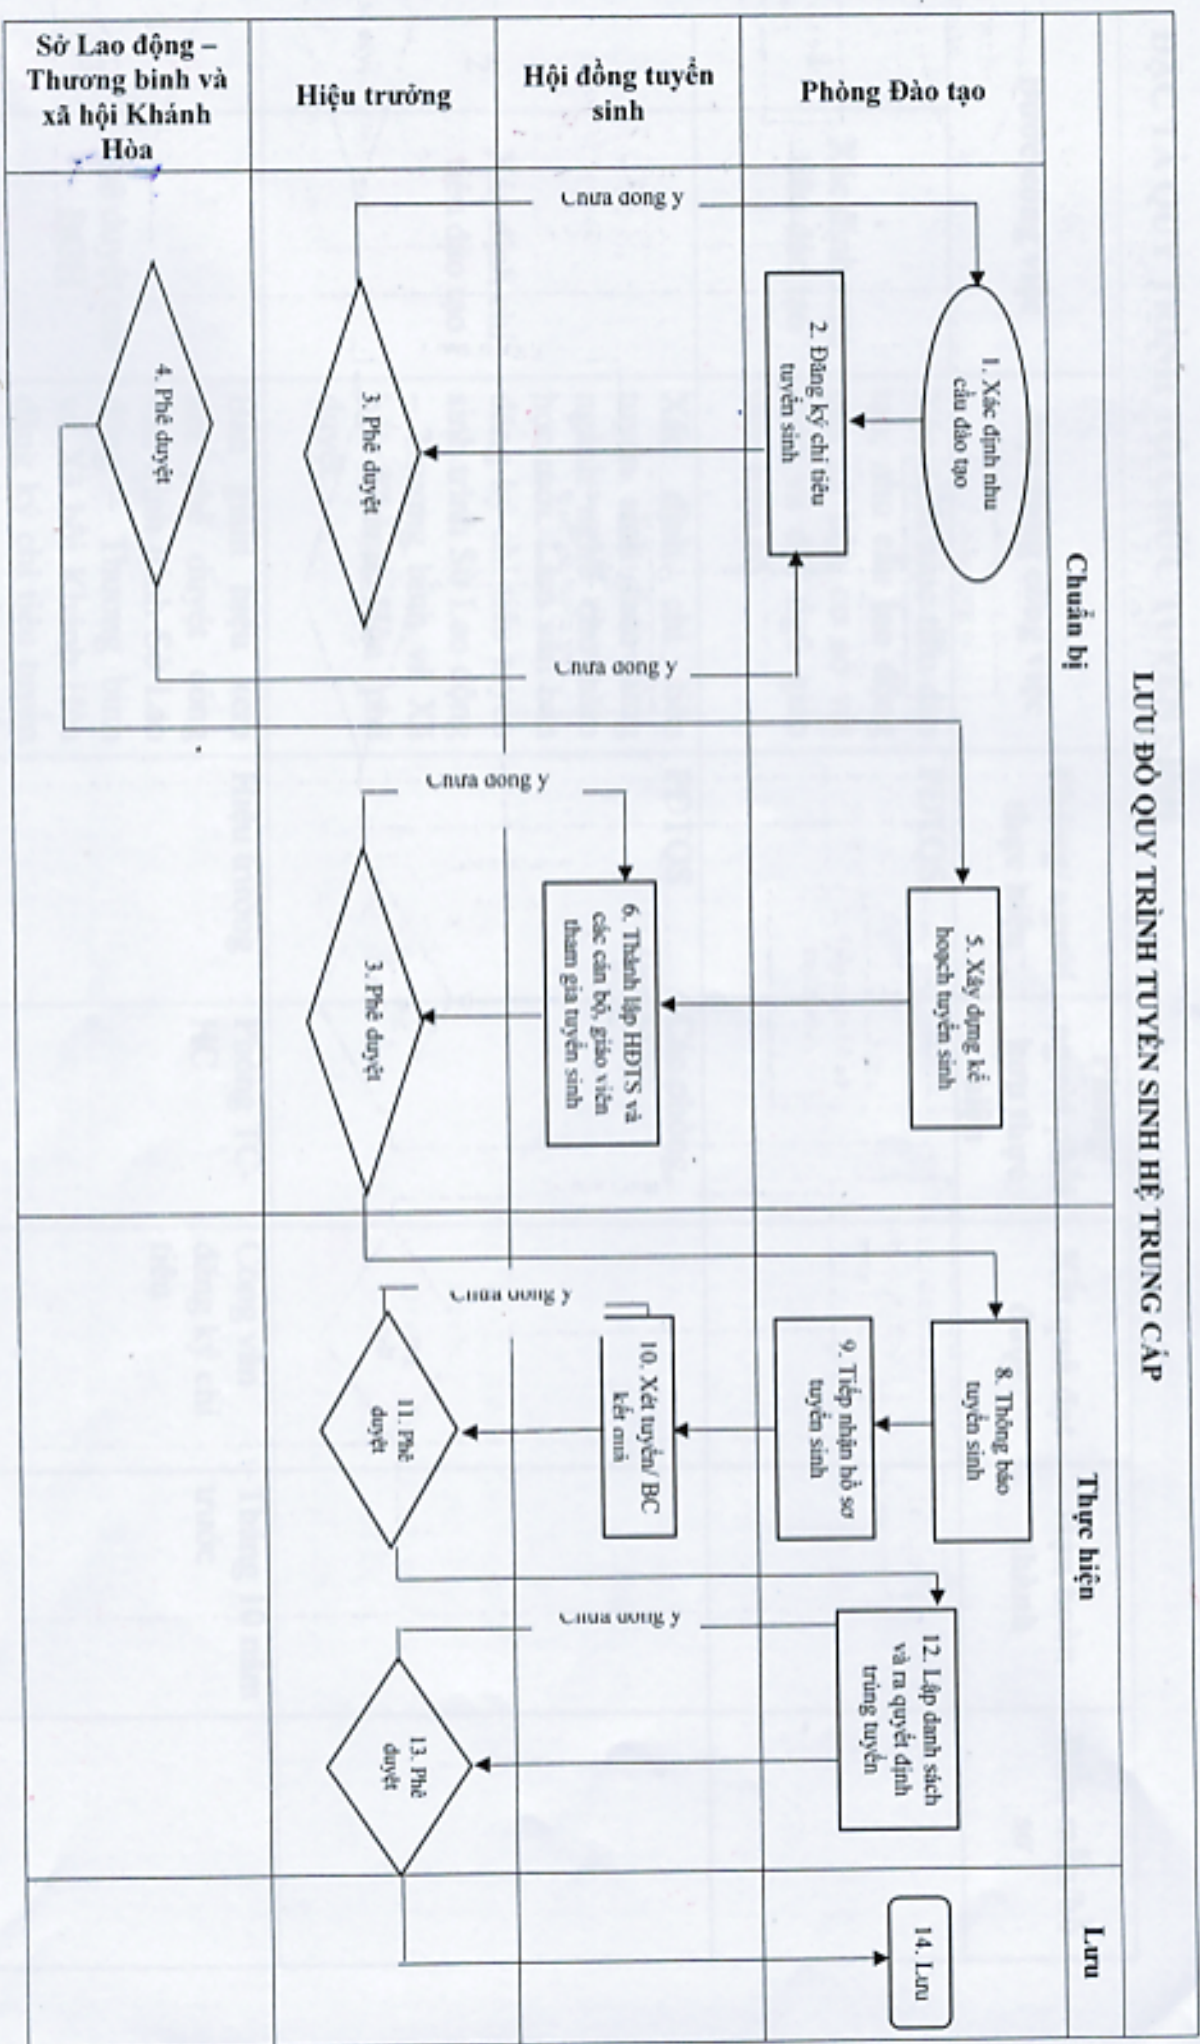 LƯU ĐỒ QUY TRÌNH TUYỂN SINH HỆ TRUNG CẤP
Chuẩn bị
Thực hiện
Lưu
Phòng Đào tạo
Hội đồng tuyển
sinh
Hiệu trưởng
Sở Lao động –
Thương binh và
xã hội Khánh
Hòa
1. Xác định nhu
cầu đào tạo
2. Đăng ký chỉ tiêu
tuyển sinh
Chưa đồng ý
3. Phê duyệt
4. Phê duyệt
Chưa đồng ý
5. Xây dựng kế
hoạch tuyển sinh
6. Thành lập HĐTS và
các cán bộ, giáo viên
tham gia tuyển sinh
Chưa đồng ý
3. Phê duyệt
8. Thông báo
tuyển sinh
9. Tiếp nhận hồ sơ
tuyển sinh
10. Xét tuyển/ BC
kết quả
Chưa đồng ý
11. Phê
duyệt
12. Lập danh sách
và ra quyết định
trúng tuyển
Chưa đồng ý
13. Phê
duyệt
14. Lưu